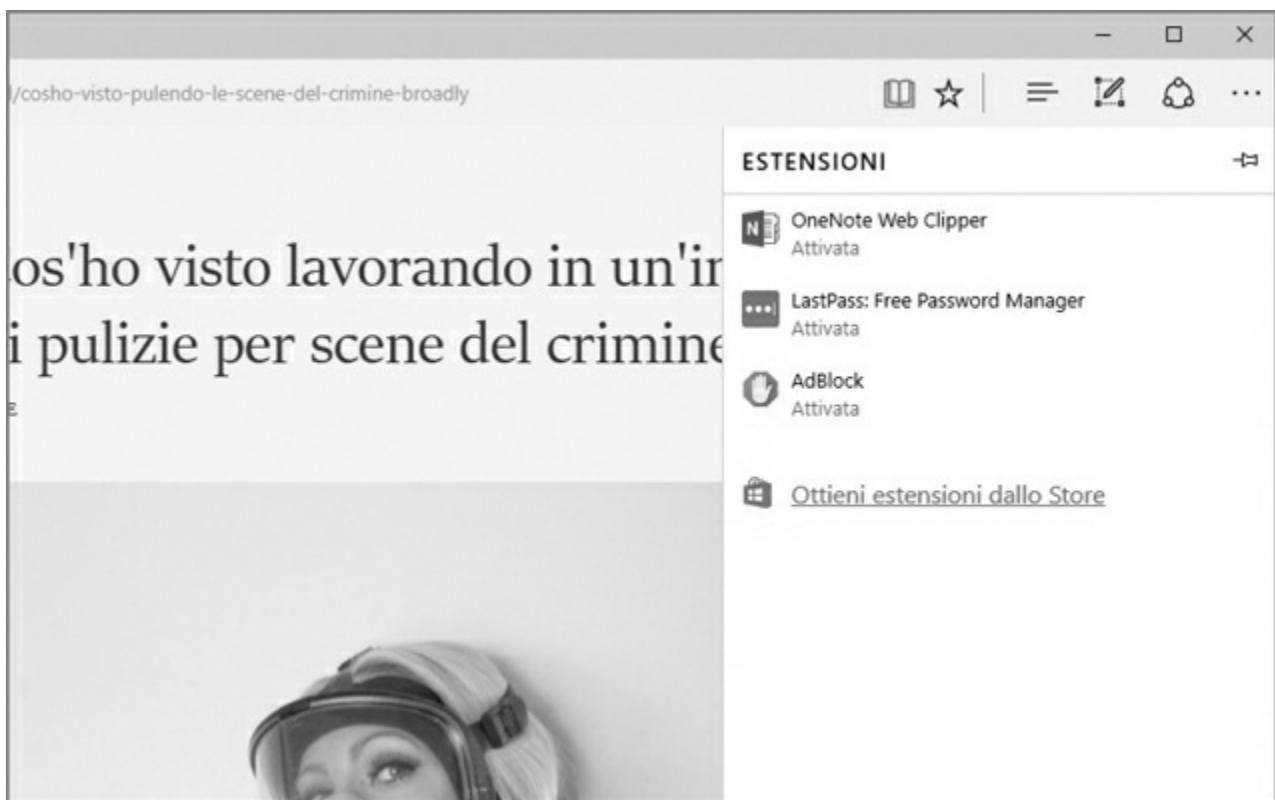 /cosho-visto-pulendo-le-scene-del-crimine-broadly
ESTENSIONI
os'ho visto lavorando in un'in
i pulizie per scene del crimine
E
OneNote Web Clipper
Attivata
LastPass: Free Password Manager
Attivata
AdBlock
Attivata
Ottieni estensioni dallo Store